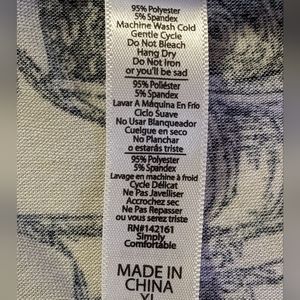 95% Polyester
5% Spandex
Machine Wash Cold
Gentle Cycle
Do Not Bleach
Hang Dry
Do Not Iron
or you'll be sad
95% Poliéster
5% Spandex
Lavar A Máquina En Frío
Ciclo Suave
No Usar Blanqueador
Cuelgue en seco
No Planchar
o estarás triste
95% Polyester
5% Spandex
Lavage en machine à froid
Cycle Délicat
Ne Pas Javelliser
Accrochez sec
Ne Pas Repasser
ou vous serez triste
RN#142161
Simply
Comfortable
MADE IN
CHINA
XL